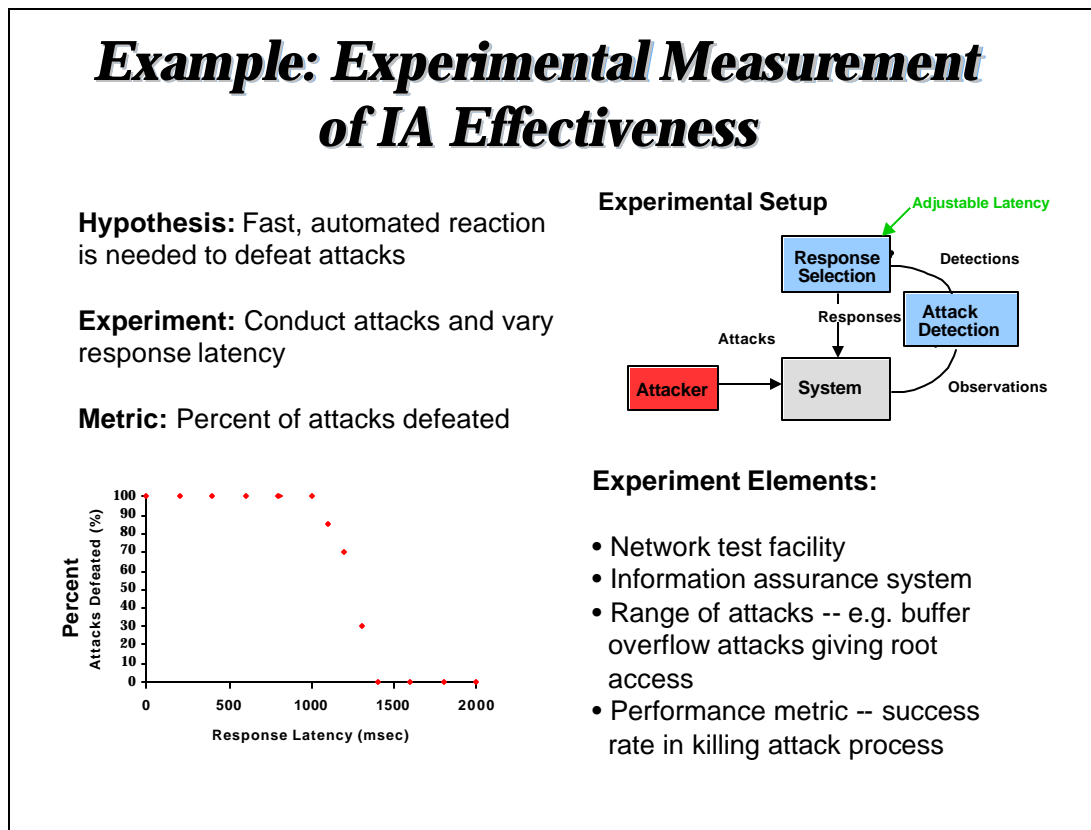 Example: Experimental Measurement
of IA Effectiveness
Hypothesis: Fast, automated reaction
is needed to defeat attacks
Experiment: Conduct attacks and vary
response latency
Metric: Percent of attacks defeated
Experimental Setup
Adjustable Latency
Response
Selection
Detections
Attack
Detection
Responses
Attacks
Attacker
System
Observations
Percent
Attacks Defeated (%)
100
90
80
70
60
50
40
30
20
10
0
0
500
1000
1500
2000
Response Latency (msec)
Experiment Elements:
• Network test facility
• Information assurance system
• Range of attacks -- e.g. buffer
overflow attacks giving root
access
• Performance metric -- success
rate in killing attack process